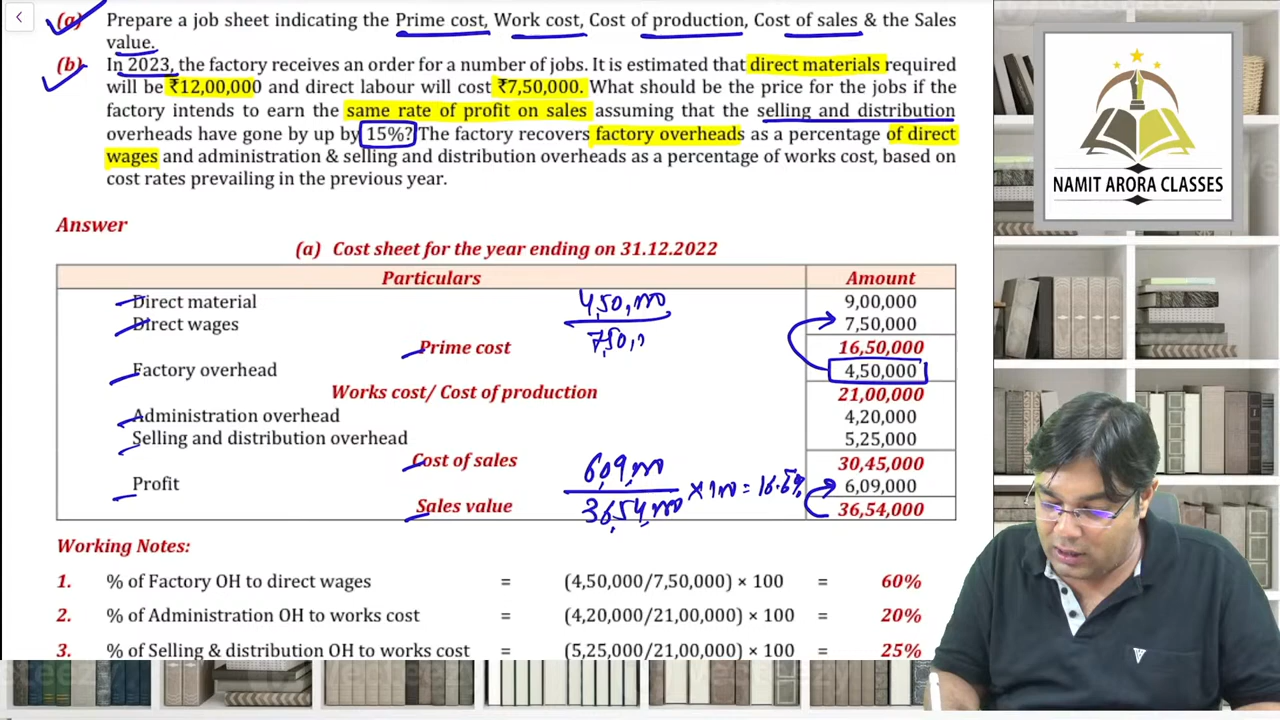 (a) Prepare a job sheet indicating the Prime cost, Work cost, Cost of production, Cost of sales & the Sales
value.
(b) In 2023, the factory receives an order for a number of jobs. It is estimated that direct materials required
will be ₹12,00,000 and direct labour will cost ₹7,50,000. What should be the price for the jobs if the
factory intends to earn the same rate of profit on sales assuming that the selling and distribution
overheads have gone by up by 15%? The factory recovers factory overheads as a percentage of direct
wages and administration & selling and distribution overheads as a percentage of works cost, based on
cost rates prevailing in the previous year.
NAMIT ARORA CLASSES
Answer
(a) Cost sheet for the year ending on 31.12.2022
Particulars Amount
Direct material 4,50,000 9,00,000
Direct wages 7,50,000
750,0
Prime cost 16,50,000
Factory overhead 4,50,000
Works cost/ Cost of production 21,00,000
Administration overhead 4,20,000
Selling and distribution overhead 5,25,000
Cost of sales 609,000 30,45,000
Profit × 100 = 16.67% 6,09,000
Sales value 3654,000 36,54,000
Working Notes:
1. % of Factory OH to direct wages = (4,50,000/7,50,000) × 100 = 60%
2. % of Administration OH to works cost = (4,20,000/21,00,000) × 100 = 20%
3. % of Selling & distribution OH to works cost = (5,25,000/21,00,000) × 100 = 25%